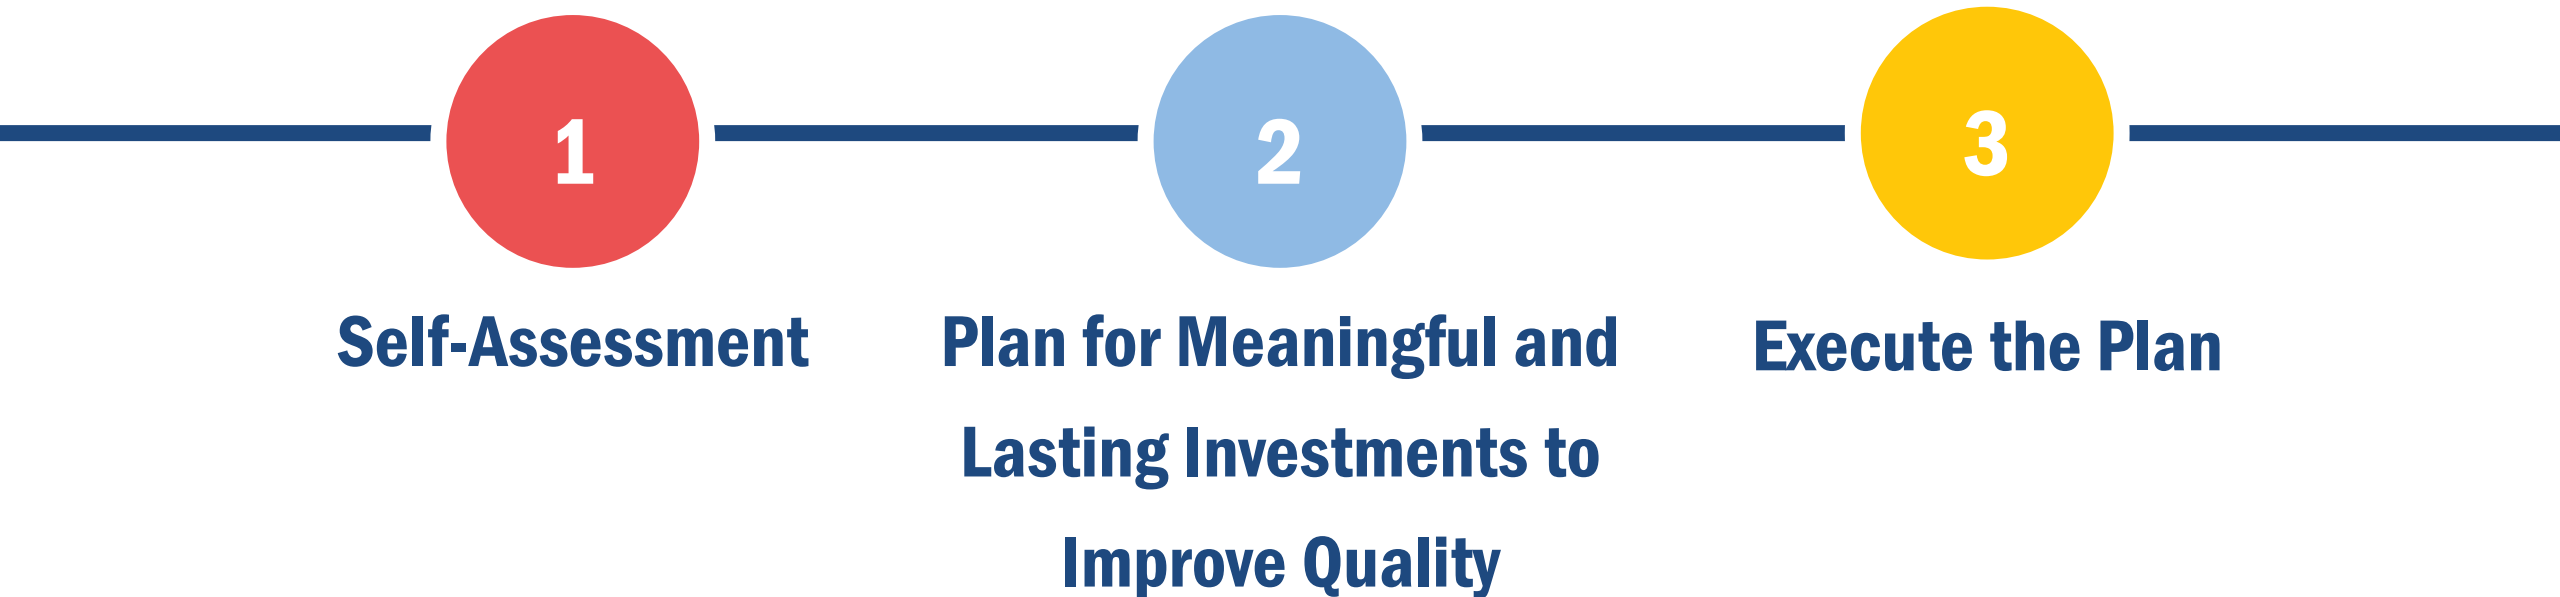 1
Self-Assessment
2
Plan for Meaningful and
Lasting Investments to
Improve Quality
3
Execute the Plan